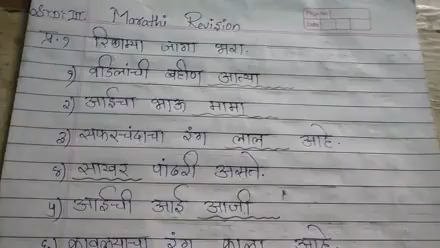 Std:- III Marathi Revision
प्र.१ रिकाम्या जागा भरा.
१) वडिलांची बहीण आत्या
२) आईचा भाऊ मामा
३) सफरचंदाचा रंग लाल आहे.
४) साखर पांढरी असते.
५) आईची आई आजी
६) कावळ्याचा रंग काळा आहे.